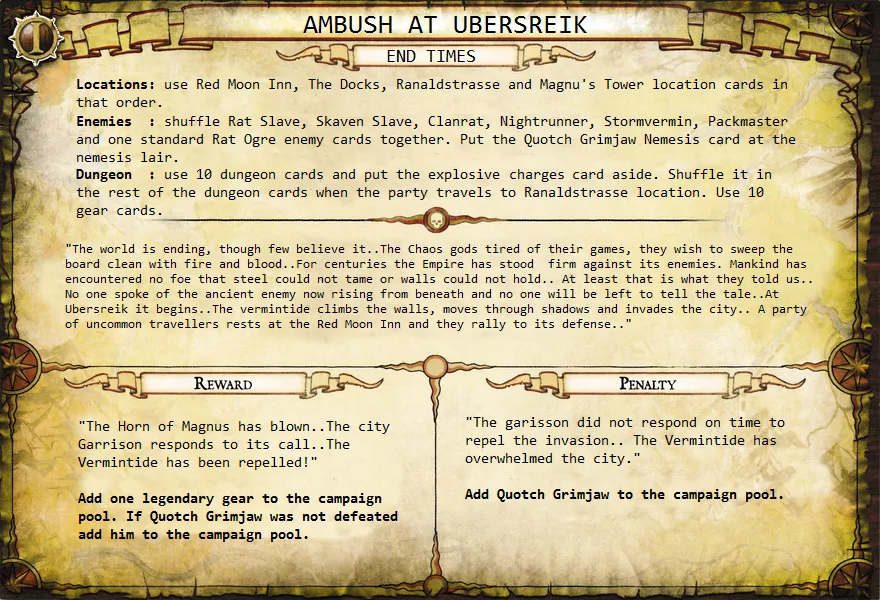 I
AMBUSH AT UBERSREIK
END TIMES
Locations: use Red Moon Inn, The Docks, Ranaldstrasse and Magnu's Tower location cards in
that order.
Enemies  : shuffle Rat Slave, Skaven Slave, Clanrat, Nightrunner, Stormvermin, Packmaster
and one standard Rat Ogre enemy cards together. Put the Quotch Grimjaw Nemesis card at the
nemesis lair.
Dungeon  : use 10 dungeon cards and put the explosive charges card aside. Shuffle it in
the rest of the dungeon cards when the party travels to Ranaldstrasse location. Use 10
gear cards.
"The world is ending, though few believe it..The Chaos gods tired of their games, they wish to sweep the
board clean with fire and blood..For centuries the Empire has stood  firm against its enemies. Mankind has
encountered no foe that steel could not tame or walls could not hold.. At least that is what they told us..
No one spoke of the ancient enemy now rising from beneath and no one will be left to tell the tale..At
Ubersreik it begins..The vermintide climbs the walls, moves through shadows and invades the city.. A party
of uncommon travellers rests at the Red Moon Inn and they rally to its defense.."
REWARD
"The Horn of Magnus has blown..The city
Garrison responds to its call..The
Vermintide has been repelled!"
Add one legendary gear to the campaign
pool. If Quotch Grimjaw was not defeated
add him to the campaign pool.
PENALTY
"The garisson did not respond on time to
repel the invasion.. The Vermintide has
overwhelmed the city."
Add Quotch Grimjaw to the campaign pool.